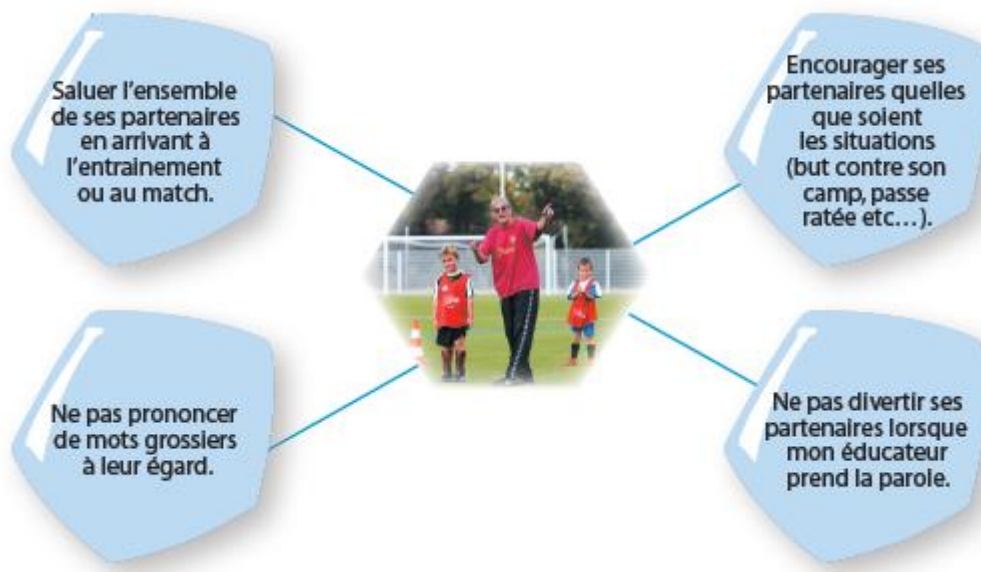 Saluer l'ensemble
de ses partenaires
en arrivant à
l'entrainement
ou au match.
Encourager ses
partenaires quelles
que soient
les situations
(but contre son
camp, passe
ratée etc…).
Ne pas prononcer
de mots grossiers
à leur égard.
Ne pas divertir ses
partenaires lorsque
mon éducateur
prend la parole.